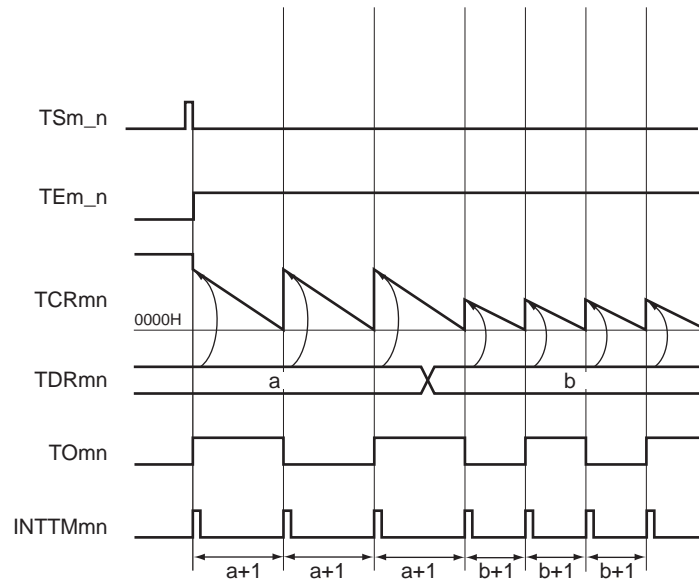 TSm_n
TEm_n
TCRmn
0000H
TDRmn
a
b
TOmn
INTTMmn
a+1
a+1
a+1
b+1
b+1
b+1